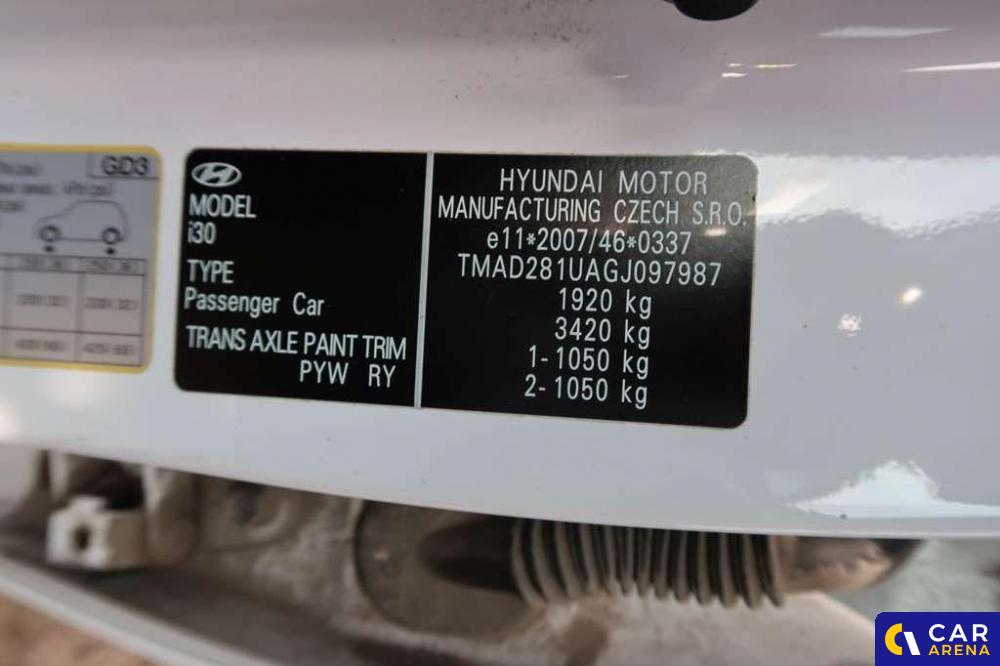 GD3
MODEL
i30
TYPE
Passenger Car
TRANS AXLE PAINT TRIM
PYW RY
HYUNDAI MOTOR
MANUFACTURING CZECH S.R.O.
e11*2007/46*0337
TMAD281UAGJ097987
1920 kg
3420 kg
1- 1050 kg
2- 1050 kg
CAR
ARENA